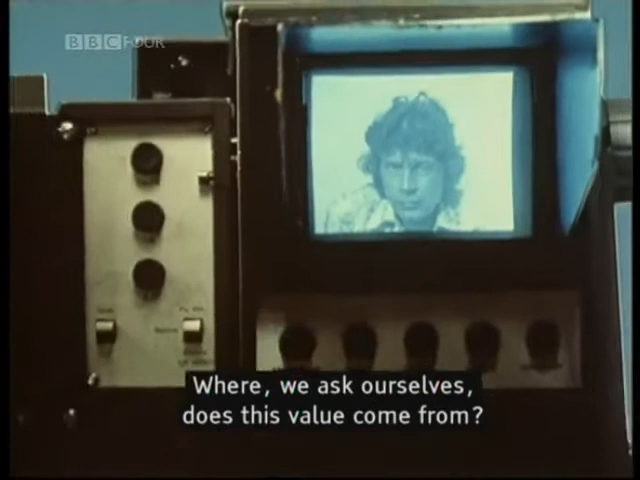 BBC FOUR
Where, we ask ourselves,
does this value come from?